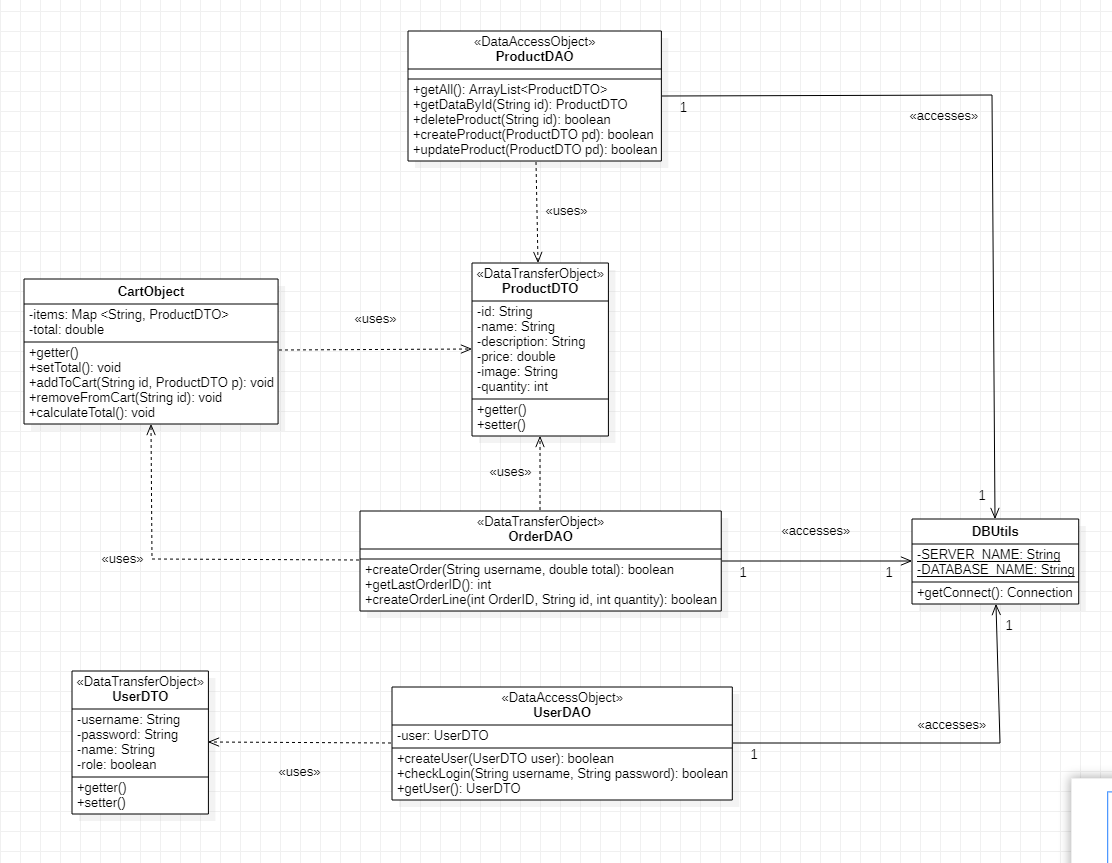 «DataAccessObject»
ProductDAO
+getAll(): ArrayList<ProductDTO>
+getDataById(String id): ProductDTO
+deleteProduct(String id): boolean
+createProduct(ProductDTO pd): boolean
+updateProduct(ProductDTO pd): boolean
1
«accesses»
«uses»
CartObject
-items: Map <String, ProductDTO>
-total: double
+getter()
+setTotal(): void
+addToCart(String id, ProductDTO p): void
+removeFromCart(String id): void
+calculateTotal(): void
«uses»
«DataTransferObject»
ProductDTO
-id: String
-name: String
-description: String
-price: double
-image: String
-quantity: int
+getter()
+setter()
«uses»
1
«uses»
«DataTransferObject»
OrderDAO
+createOrder(String username, double total): boolean
+getLastOrderID(): int
+createOrderLine(int OrderID, String id, int quantity): boolean
«accesses»
1
1
DBUtils
-SERVER_NAME: String
-DATABASE_NAME: String
+getConnect(): Connection
1
«DataTransferObject»
UserDTO
-username: String
-password: String
-name: String
-role: boolean
+getter()
+setter()
«uses»
«DataAccessObject»
UserDAO
-user: UserDTO
+createUser(UserDTO user): boolean
+checkLogin(String username, String password): boolean
+getUser(): UserDTO
1
«accesses»